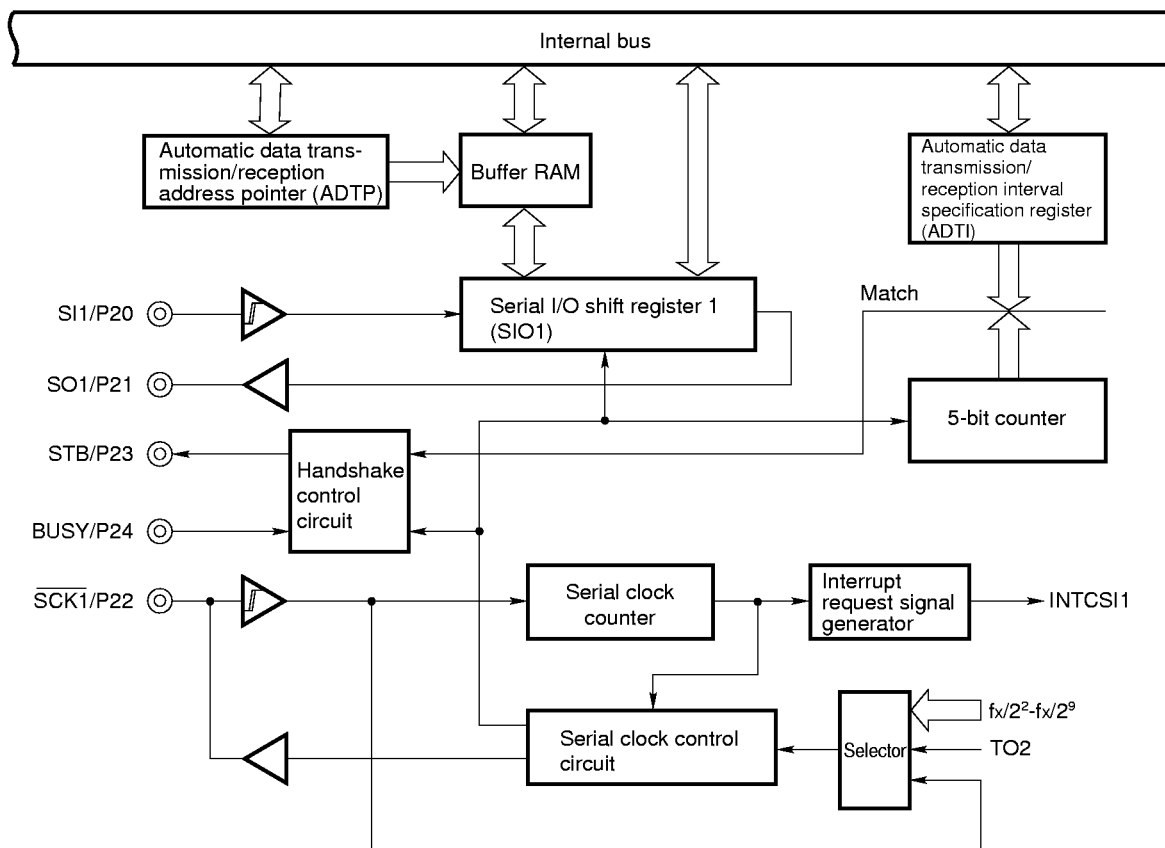 Internal bus
Automatic data trans-
mission/reception
address pointer (ADTP)
Buffer RAM
Automatic data
transmission/
reception interval
specification register
(ADTI)
SI1/P20
Serial I/O shift register 1
(SIO1)
Match
SO1/P21
5-bit counter
STB/P23
Handshake
control
circuit
BUSY/P24
SCK1/P22
Serial clock
counter
Interrupt
request signal
generator
INTCSI1
Serial clock control
circuit
Selector
fx/2²-fx/2⁹
TO2